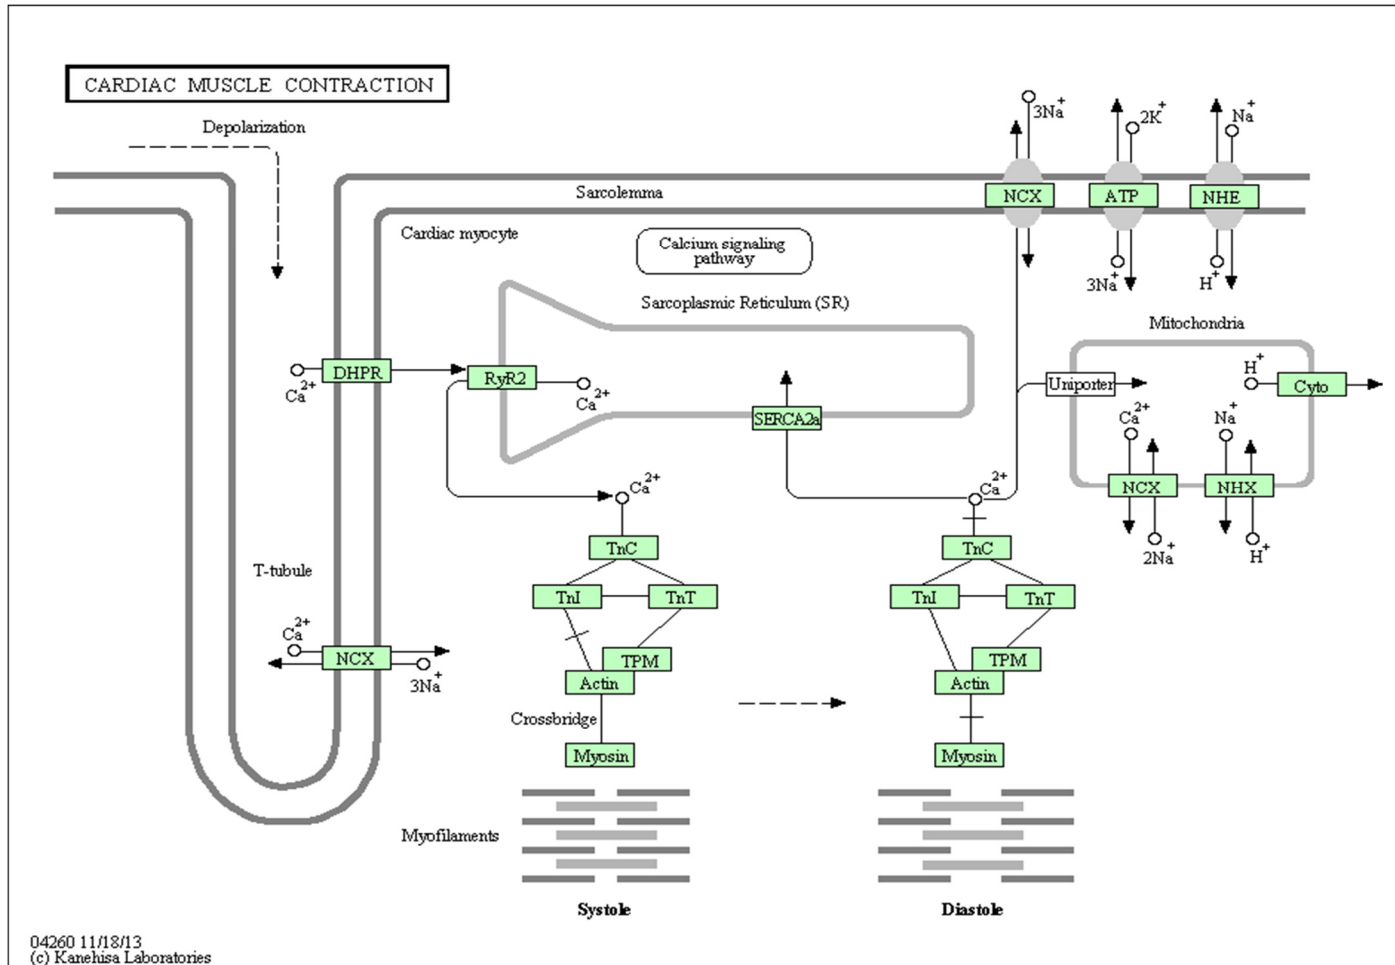 CARDIAC MUSCLE CONTRACTION
Depolarization
3Na+
2K+
Na+
Sarcolemma
NCX
ATP
NHE
Cardiac myocyte
Calcium signaling
pathway
3Na+
H+
Sarcoplasmic Reticulum (SR)
Mitochondria
DHPR
Ca2+
RyR2
Ca2+
SERCA2a
Uniporter
H+
Cyto
Ca2+
Na+
NCX
NHX
2Na+
H+
Ca2+
Ca2+
TnC
TnC
T-tubule
TnI
TnT
TnI
TnT
Ca2+
NCX
3Na+
TPM
Actin
TPM
Actin
Crossbridge
Myosin
Myosin
Myofilaments
Systole
Diastole
04260 11/18/13
(c) Kanehisa Laboratories